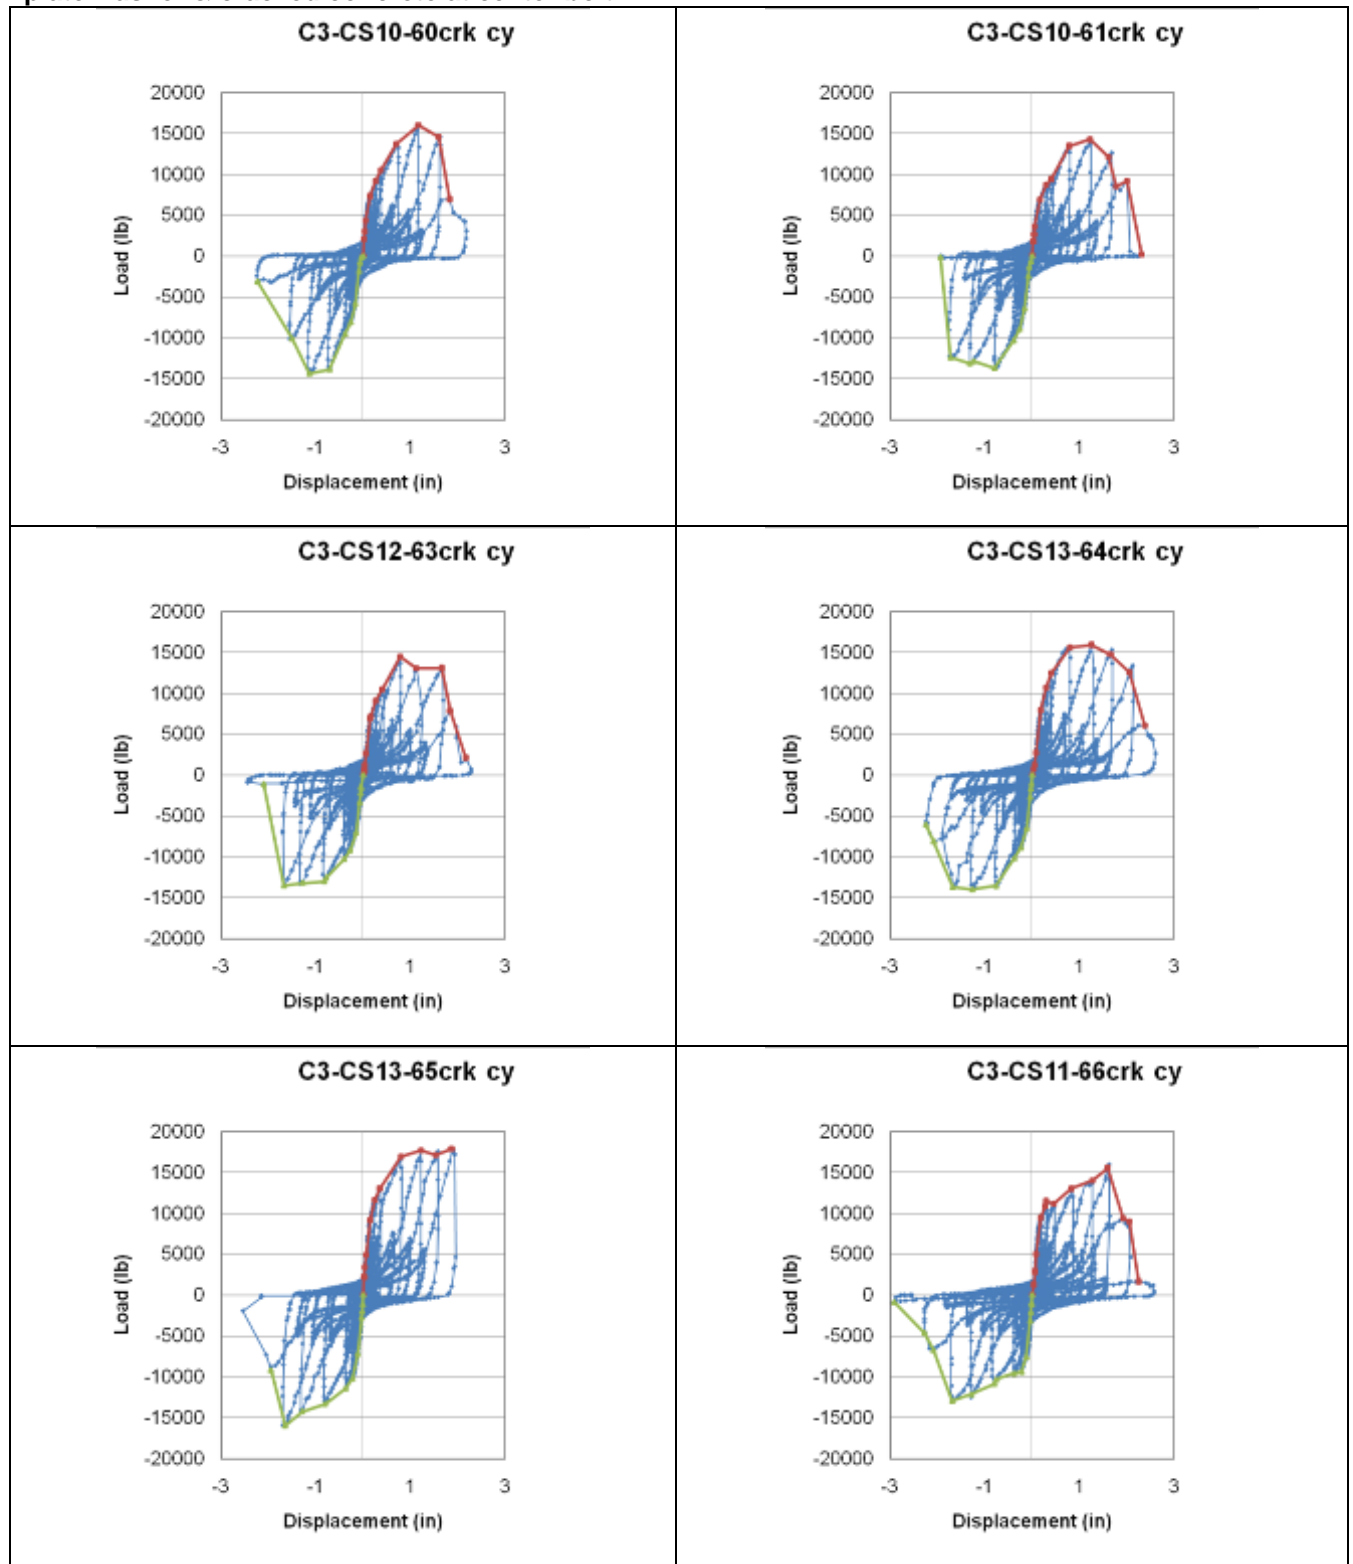 C3-CS10-60crk cy
20000
15000
10000
5000
0
-5000
-10000
-15000
-20000
Load (lb)
-3 -1 1 3
Displacement (in)
C3-CS10-61crk cy
20000
15000
10000
5000
0
-5000
-10000
-15000
-20000
Load (lb)
-3 -1 1 3
Displacement (in)
C3-CS12-63crk cy
20000
15000
10000
5000
0
-5000
-10000
-15000
-20000
Load (lb)
-3 -1 1 3
Displacement (in)
C3-CS13-64crk cy
20000
15000
10000
5000
0
-5000
-10000
-15000
-20000
Load (lb)
-3 -1 1 3
Displacement (in)
C3-CS13-65crk cy
20000
15000
10000
5000
0
-5000
-10000
-15000
-20000
Load (lb)
-3 -1 1 3
Displacement (in)
C3-CS11-66crk cy
20000
15000
10000
5000
0
-5000
-10000
-15000
-20000
Load (lb)
-3 -1 1 3
Displacement (in)